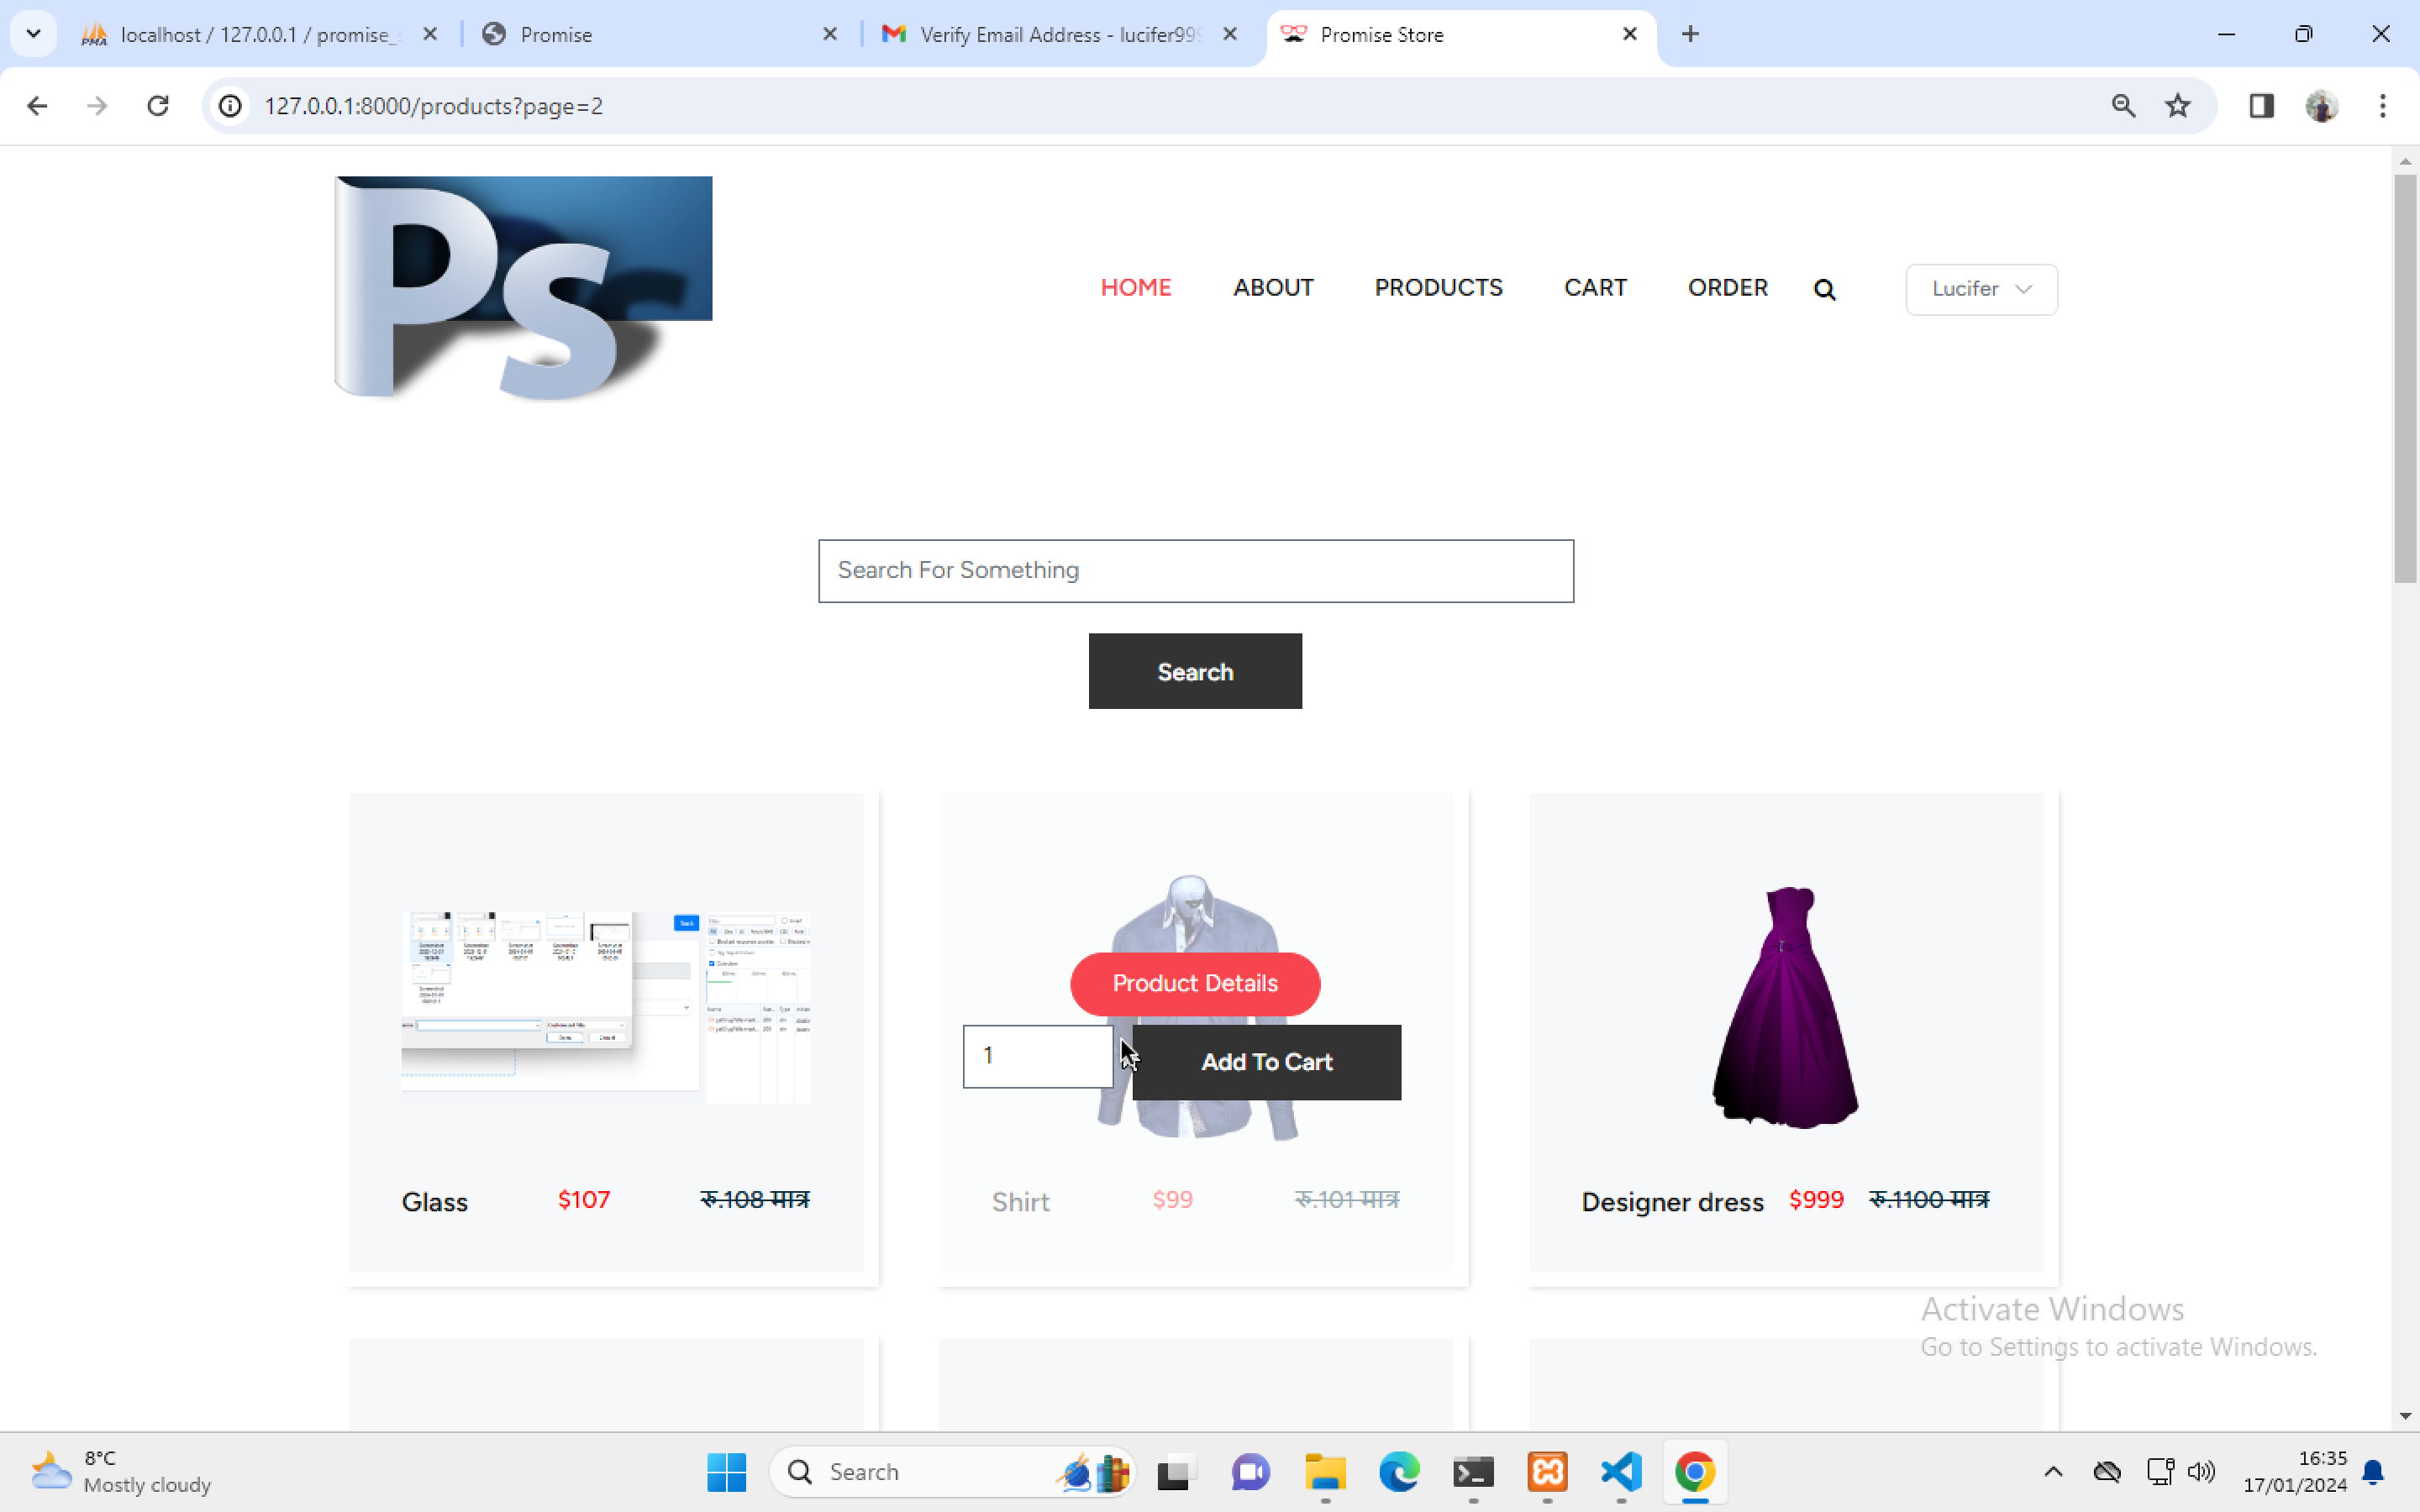 localhost / 127.0.0.1 / promise_s
Promise
Verify Email Address - lucifer999
Promise Store
127.0.0.1:8000/products?page=2
Ps
HOME
ABOUT
PRODUCTS
CART
ORDER
Lucifer
Search For Something
Search
Product Details
1
Add To Cart
Glass
$107
रु.108 मात्र
Shirt
$99
रु.101 मात्र
Designer dress
$999
रु.1100 मात्र
Activate Windows
Go to Settings to activate Windows.
8°C
Mostly cloudy
Search
16:35
17/01/2024